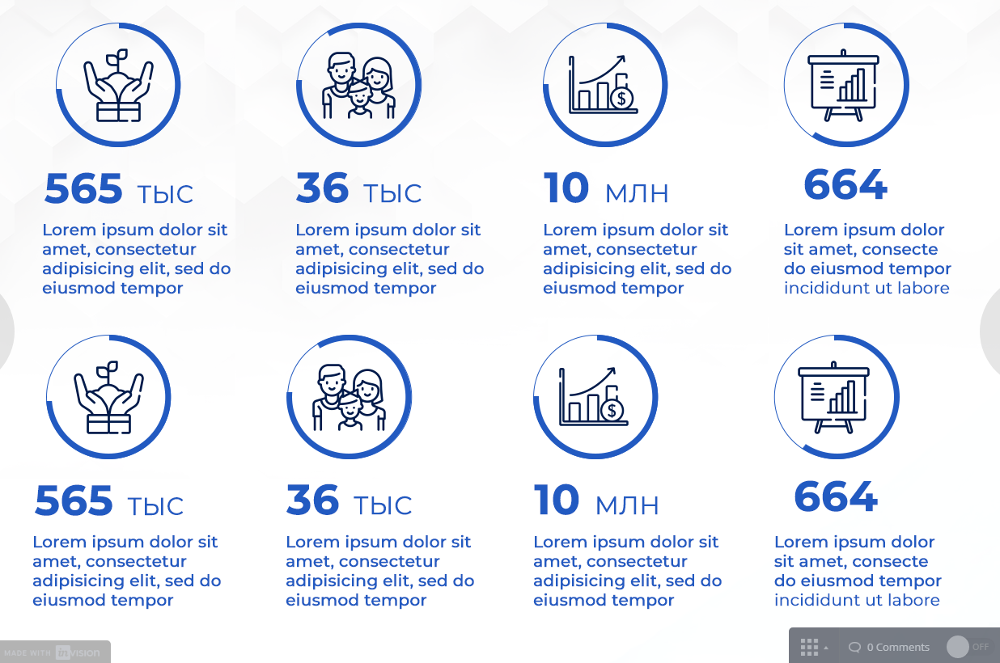 565 тыс
36 тыс
10 млн
664
Lorem ipsum dolor sit
amet, consectetur
adipisicing elit, sed do
eiusmod tempor
Lorem ipsum dolor sit
amet, consectetur
adipisicing elit, sed do
eiusmod tempor
Lorem ipsum dolor sit
amet, consectetur
adipisicing elit, sed do
eiusmod tempor
Lorem ipsum dolor
sit amet, consecte
do eiusmod tempor
incididunt ut labore
565 тыс
36 тыс
10 млн
664
Lorem ipsum dolor sit
amet, consectetur
adipisicing elit, sed do
eiusmod tempor
Lorem ipsum dolor sit
amet, consectetur
adipisicing elit, sed do
eiusmod tempor
Lorem ipsum dolor sit
amet, consectetur
adipisicing elit, sed do
eiusmod tempor
Lorem ipsum dolor
sit amet, consecte
do eiusmod tempor
incididunt ut labore
MADE WITH invision
0 Comments
OFF